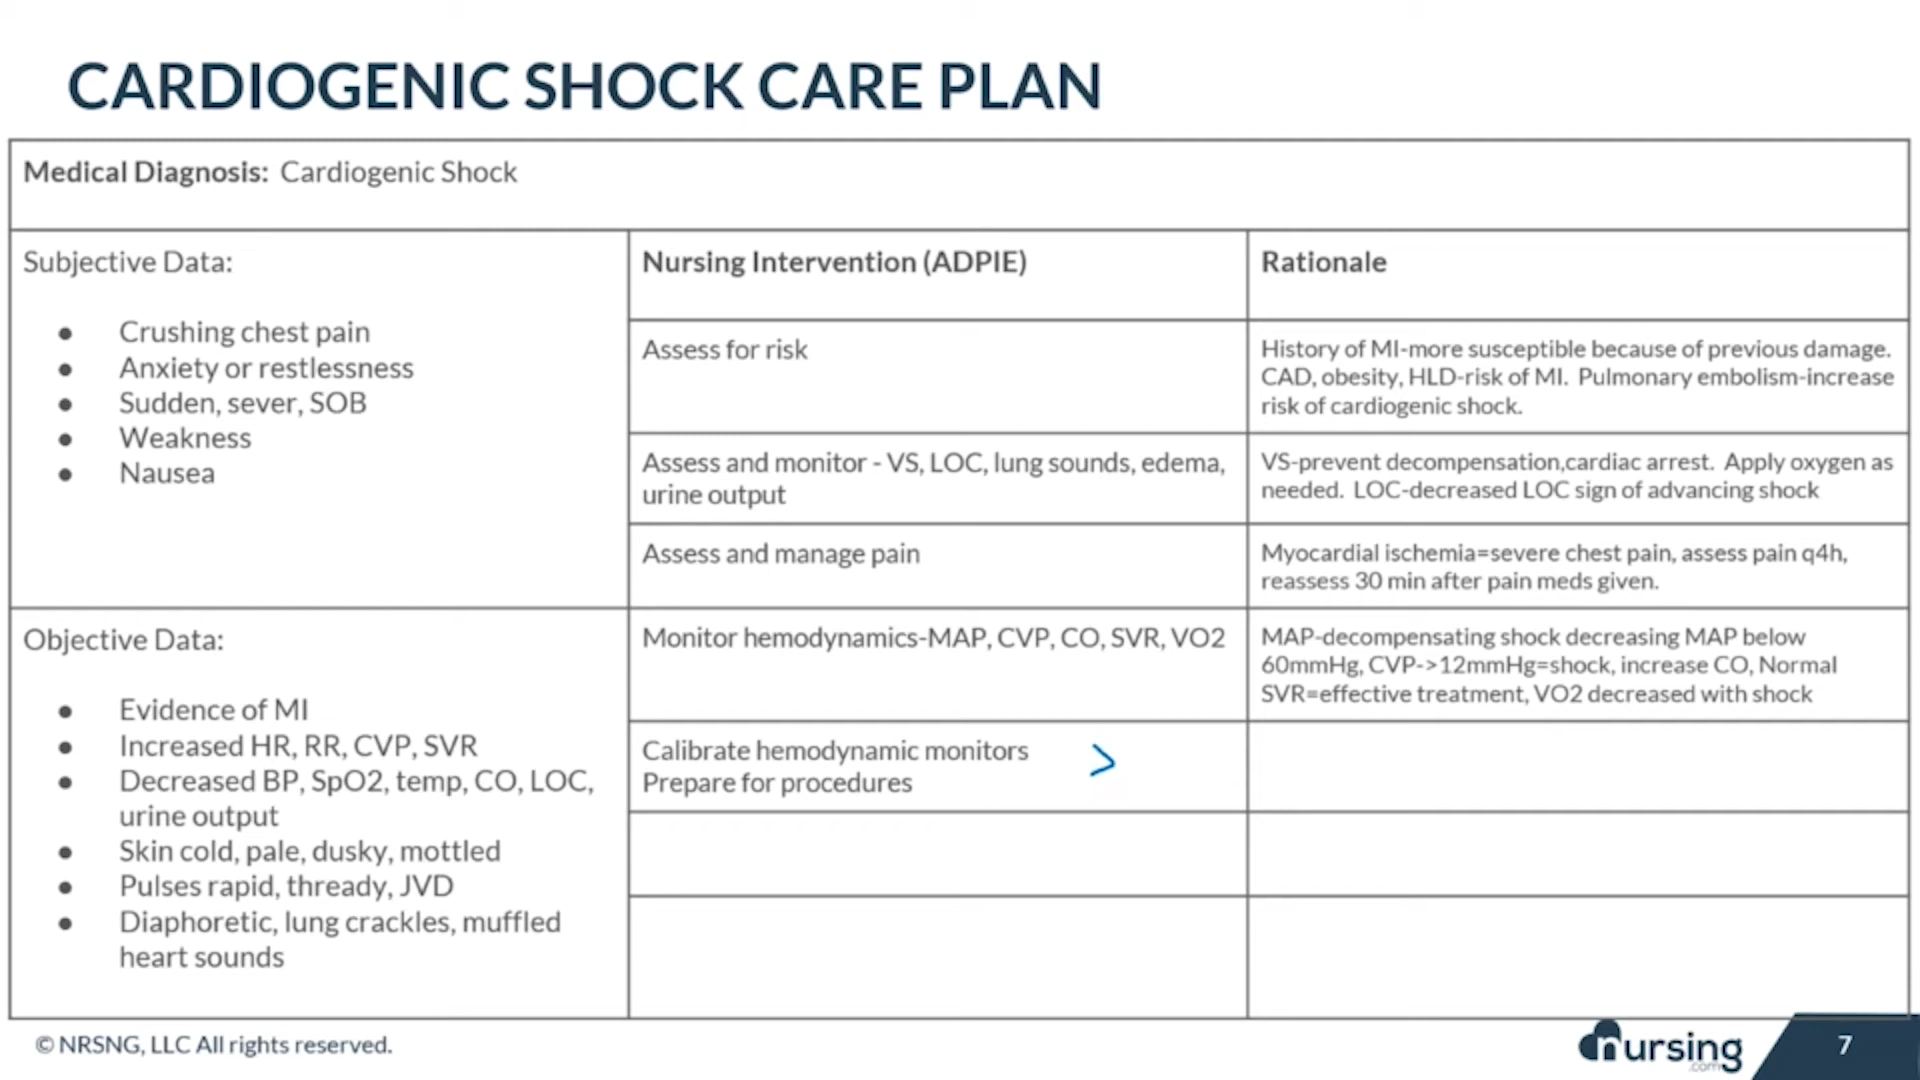 CARDIOGENIC SHOCK CARE PLAN
Medical Diagnosis: Cardiogenic Shock
Subjective Data:
● Crushing chest pain
● Anxiety or restlessness
● Sudden, sever, SOB
● Weakness
● Nausea
Objective Data:
● Evidence of MI
● Increased HR, RR, CVP, SVR
● Decreased BP, SpO2, temp, CO, LOC,
urine output
● Skin cold, pale, dusky, mottled
● Pulses rapid, thready, JVD
● Diaphoretic, lung crackles, muffled
heart sounds
Nursing Intervention (ADPIE)
Rationale
Assess for risk
History of MI-more susceptible because of previous damage.
CAD, obesity, HLD-risk of MI. Pulmonary embolism-increase
risk of cardiogenic shock.
Assess and monitor - VS, LOC, lung sounds, edema,
urine output
VS-prevent decompensation,cardiac arrest. Apply oxygen as
needed. LOC-decreased LOC sign of advancing shock
Assess and manage pain
Myocardial ischemia=severe chest pain, assess pain q4h,
reassess 30 min after pain meds given.
Monitor hemodynamics-MAP, CVP, CO, SVR, VO2
MAP-decompensating shock decreasing MAP below
60mmHg, CVP->12mmHg=shock, increase CO, Normal
SVR=effective treatment, VO2 decreased with shock
Calibrate hemodynamic monitors
Prepare for procedures
>
© NRSNG, LLC All rights reserved.
nursing
.com
7